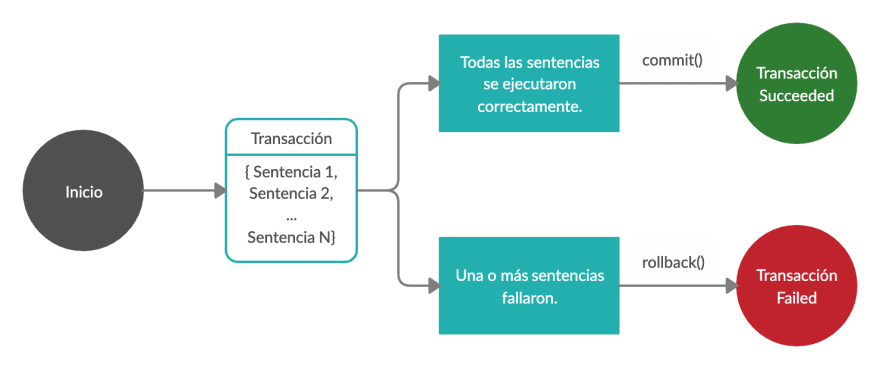 Inicio
Transacción
{ Sentencia 1,
Sentencia 2,
...
Sentencia N}
Todas las sentencias
se ejecutaron
correctamente.
commit()
Transacción
Succeeded
Una o más sentencias
fallaron.
rollback()
Transacción
Failed